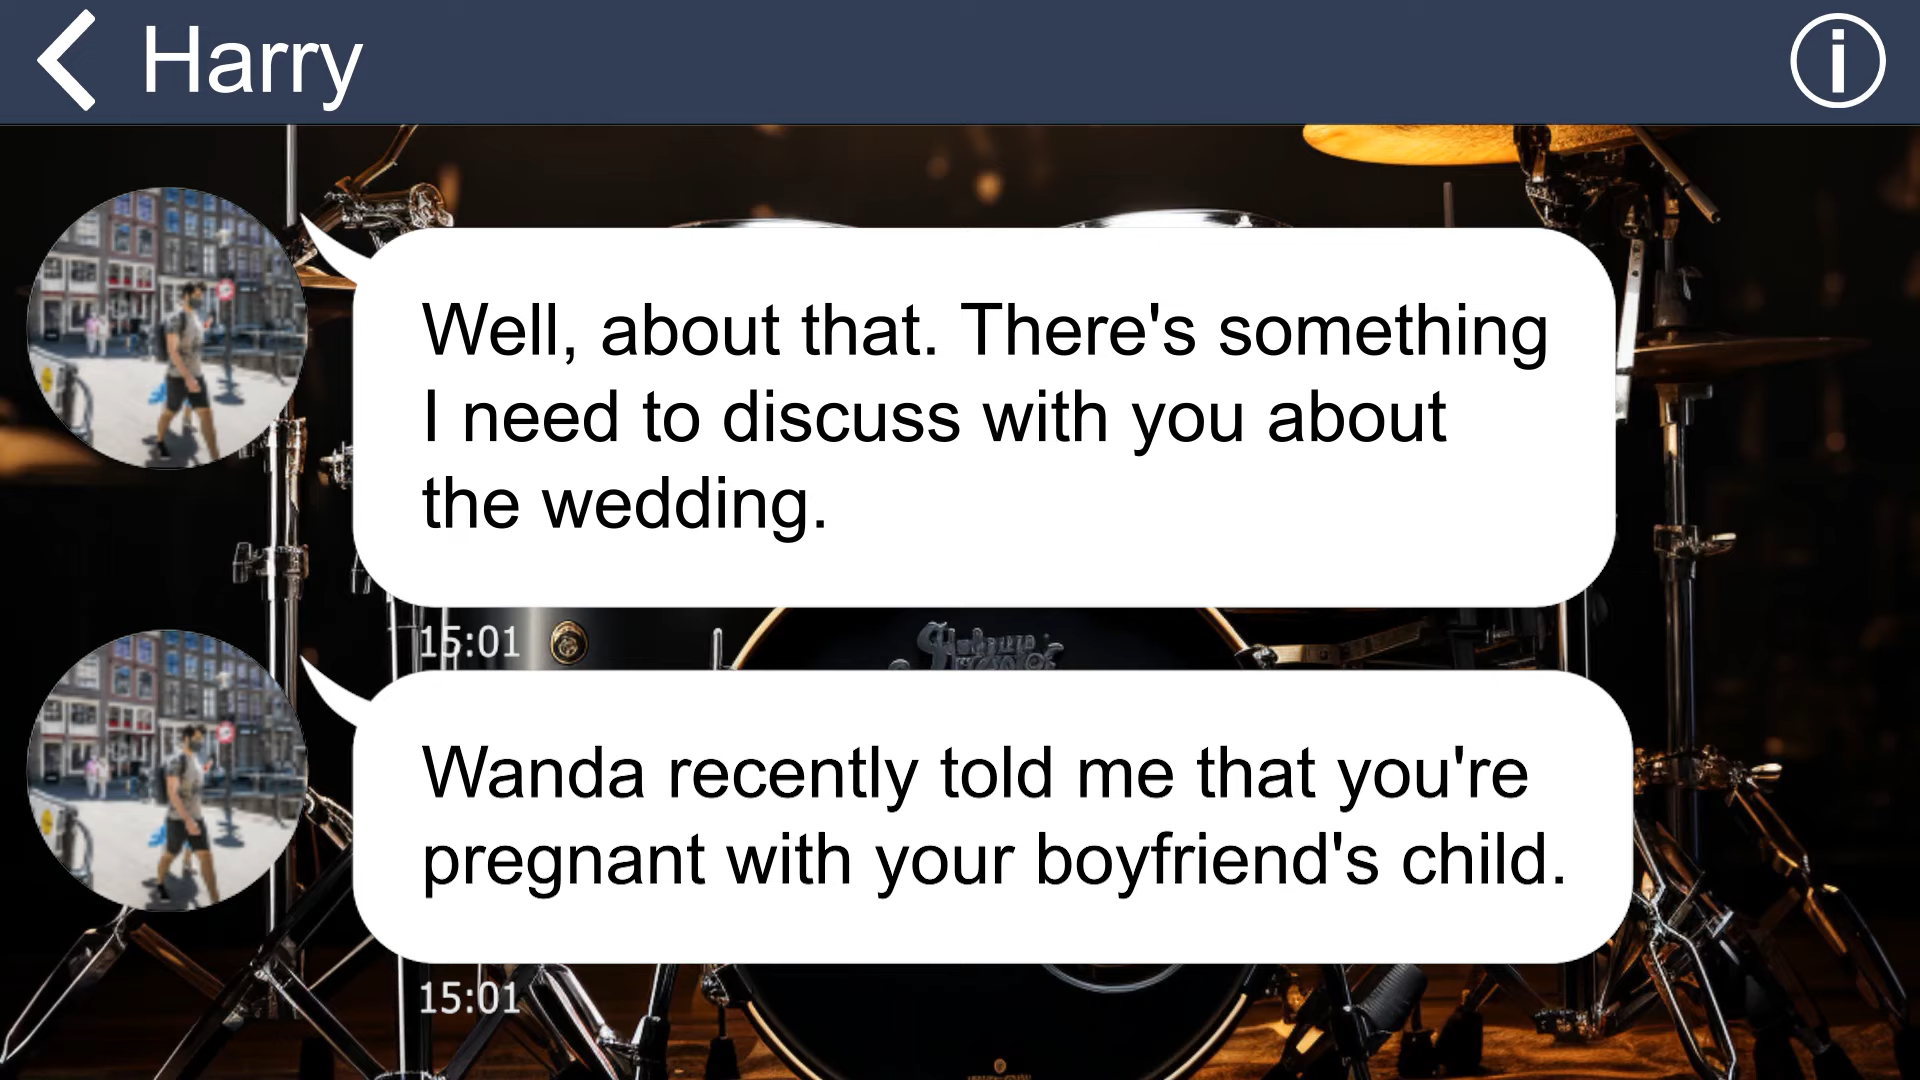 Harry
Well, about that. There's something
I need to discuss with you about
the wedding.
15:01
Wanda recently told me that you're
pregnant with your boyfriend's child.
15:01